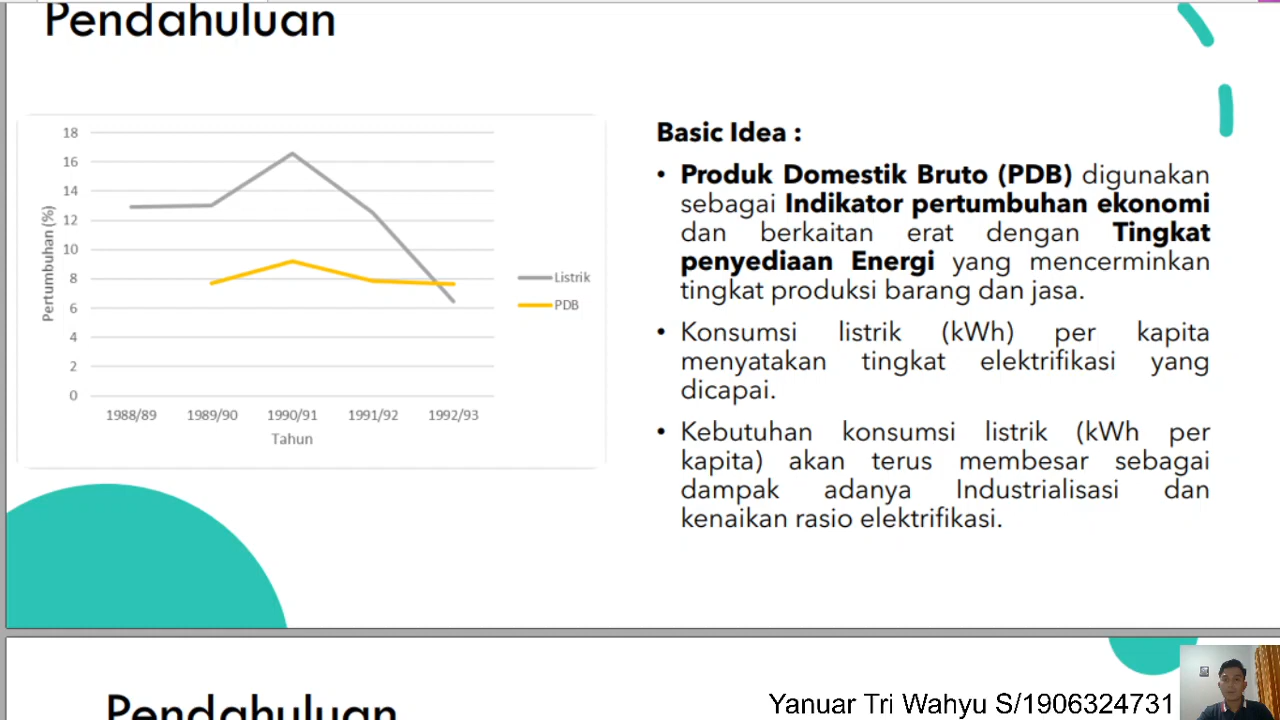 Pendahuluan
18
16
14
12
10
8
6
4
2
0
Pertumbuhan (%)
1988/89 1989/90 1990/91 1991/92 1992/93
Tahun
Listrik
PDB
Basic Idea :
• Produk Domestik Bruto (PDB) digunakan
sebagai Indikator pertumbuhan ekonomi
dan berkaitan erat dengan Tingkat
penyediaan Energi yang mencerminkan
tingkat produksi barang dan jasa.
• Konsumsi listrik (kWh) per kapita
menyatakan tingkat elektrifikasi yang
dicapai.
• Kebutuhan konsumsi listrik (kWh per
kapita) akan terus membesar sebagai
dampak adanya Industrialisasi dan
kenaikan rasio elektrifikasi.
Pendahuluan
Yanuar Tri Wahyu S/1906324731